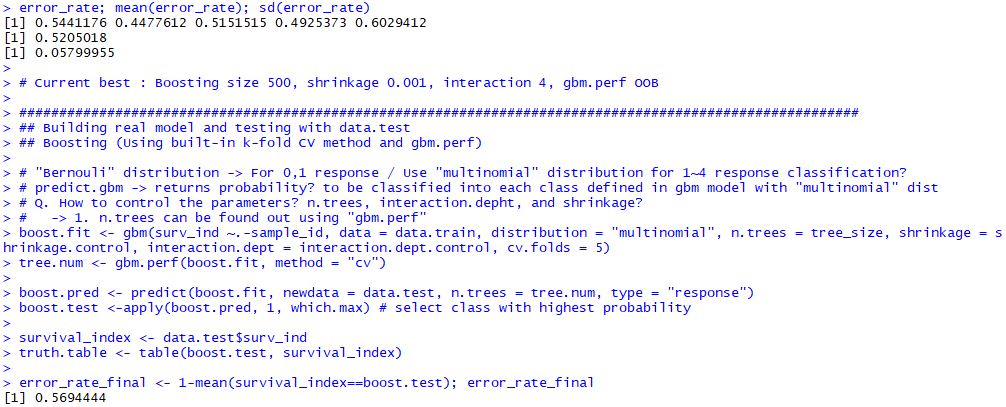 > error_rate; mean(error_rate); sd(error_rate)
[1] 0.5441176 0.4477612 0.5151515 0.4925373 0.6029412
[1] 0.5205018
[1] 0.05799955
>
> # Current best : Boosting size 500, shrinkage 0.001, interaction 4, gbm.perf OOB
>
> #########################################################################################################
> ## Building real model and testing with data.test
> ## Boosting (Using built-in k-fold CV method and gbm.perf)
>
> # "Bernouli" distribution -> For 0,1 response / Use "multinomial" distribution for 1~4 response classification?
> # predict.gbm -> returns probability? to be classified into each class defined in gbm model with "multinomial" dist
> # Q. How to control the parameters? n.trees, interaction.depht, and shrinkage?
> #   -> 1. n.trees can be found out using "gbm.perf"
> boost.fit <- gbm(surv_ind ~.-sample_id, data = data.train, distribution = "multinomial", n.trees = tree_size, shrinkage = s
hrinkage.control, interaction.dept = interaction.dept.control, cv.folds = 5)
> tree.num <- gbm.perf(boost.fit, method = "cv")
>
> boost.pred <- predict(boost.fit, newdata = data.test, n.trees = tree.num, type = "response")
> boost.test <-apply(boost.pred, 1, which.max) # select class with highest probability
>
> survival_index <- data.test$surv_ind
> truth.table <- table(boost.test, survival_index)
>
> error_rate_final <- 1-mean(survival_index==boost.test); error_rate_final
[1] 0.5694444